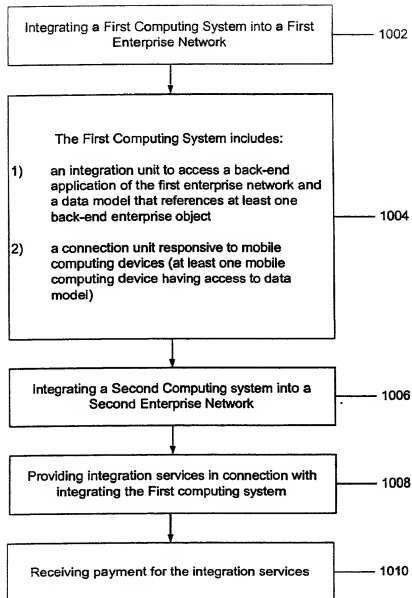 Integrating a First Computing System into a First
Enterprise Network
1002
The First Computing System includes:
1) an integration unit to access a back-end
application of the first enterprise network and
a data model that references at least one
back-end enterprise object
1004
2) a connection unit responsive to mobile
computing devices (at least one mobile
computing device having access to data
model)
Integrating a Second Computing system into a
Second Enterprise Network
1006
Providing integration services in connection with
integrating the First computing system
1008
Receiving payment for the integration services
1010